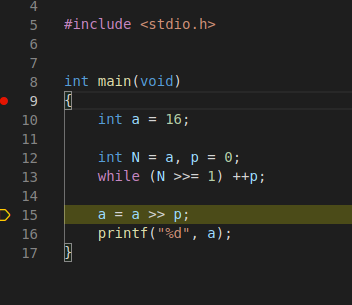 4
5 #include <stdio.h>
6
7
8 int main(void)
9 {
10 int a = 16;
11
12 int N = a, p = 0;
13 while (N >>= 1) ++p;
14
15 a = a >> p;
16 printf("%d", a);
17 }